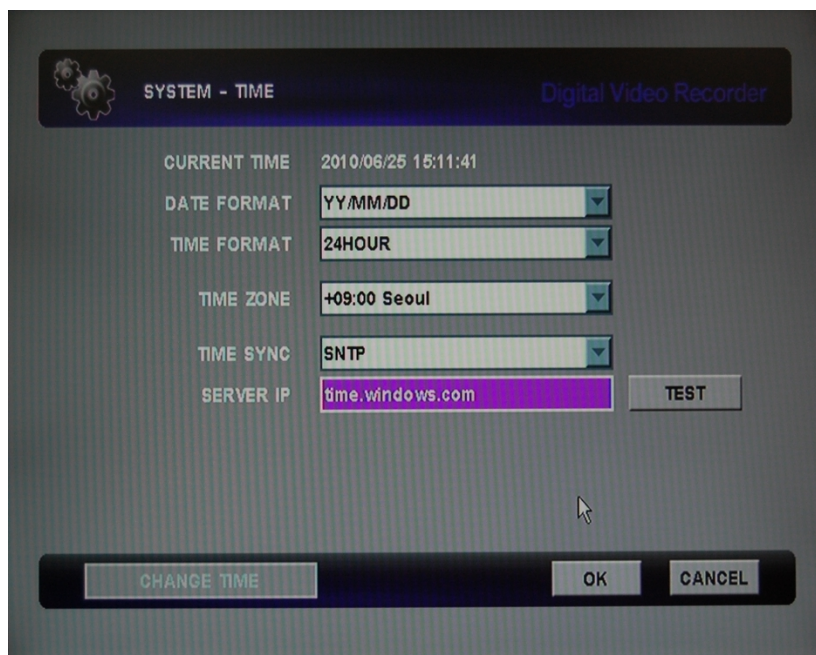 SYSTEM - TIME Digital Video Recorder
CURRENT TIME 2010/06/25 15:11:41
DATE FORMAT YY/MM/DD
TIME FORMAT 24HOUR
TIME ZONE +09:00 Seoul
TIME SYNC SNTP
SERVER IP time.windows.com TEST
CHANGE TIME OK CANCEL